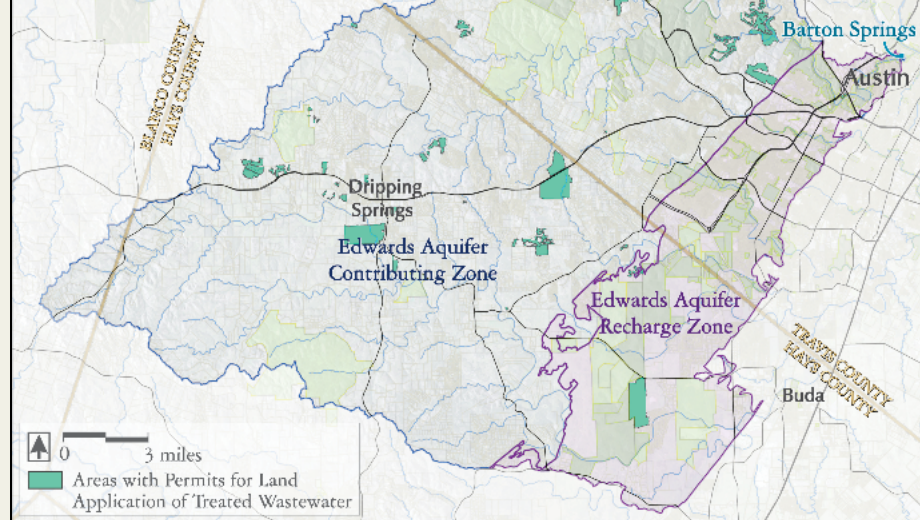 Barton Springs
Austin
BLANCO COUNTY
HAYS COUNTY
Dripping
Springs
Edwards Aquifer
Contributing Zone
Edwards Aquifer
Recharge Zone
TRAVIS COUNTY
HAYS COUNTY
Buda
0 3 miles
Areas with Permits for Land
Application of Treated Wastewater